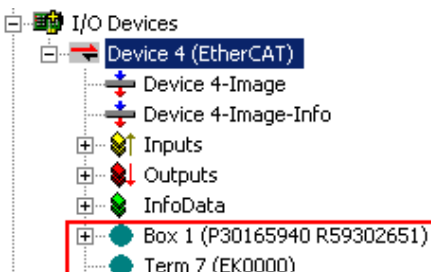 I/O Devices
Device 4 (EtherCAT)
Device 4-Image
Device 4-Image-Info
Inputs
Outputs
InfoData
Box 1 (P30165940 R59302651)
Term 7 (EK0000)